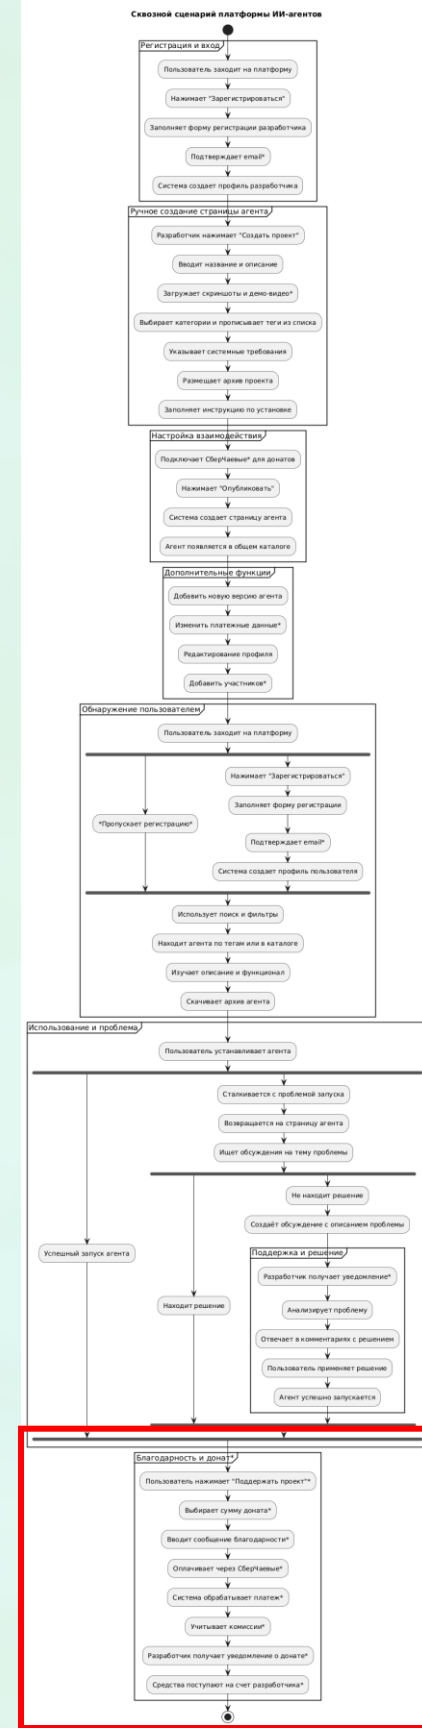 Сквозной сценарий платформы ИИ-агентов
Регистрация и вход
Пользователь заходит на платформу
Нажимает "Зарегистрироваться"
Заполняет форму регистрации разработчика
Подтверждает email*
Система создает профиль разработчика
Ручное создание страницы агента
Разработчик нажимает "Создать проект"
Вводит название и описание
Загружает скриншоты и демо-видео*
Выбирает категории и прописывает теги из списка
Указывает системные требования
Размещает архив проекта
Заполняет инструкцию по установке
Настройка взаимодействия
Подключает СберЧаевые* для донатов
Нажимает "Опубликовать"
Система создает страницу агента
Агент появляется в общем каталоге
Дополнительные функции
Добавить новую версию агента
Изменить платежные данные*
Редактирование профиля
Добавить участников*
Обнаружение пользователем
Пользователь заходит на платформу
Нажимает "Зарегистрироваться"
Заполняет форму регистрации
*Пропускает регистрацию*
Подтверждает email*
Система создает профиль пользователя
Использует поиск и фильтры
Находит агента по тегам или в каталоге
Изучает описание и функционал
Скачивает архив агента
Использование и проблема
Пользователь устанавливает агента
Сталкивается с проблемой запуска
Возвращается на страницу агента
Ищет обсуждения на тему проблемы
Не находит решение
Создаёт обсуждение с описанием проблемы
Успешный запуск агента
Поддержка и решение
Разработчик получает уведомление*
Находит решение
Анализирует проблему
Отвечает в комментариях с решением
Пользователь применяет решение
Агент успешно запускается
Благодарность и донат*
Пользователь нажимает "Поддержать проект"*
Выбирает сумму доната*
Вводит сообщение благодарности*
Оплачивает через СберЧаевые*
Система обрабатывает платеж*
Учитывает комиссии*
Разработчик получает уведомление о донате*
Средства поступают на счет разработчика*